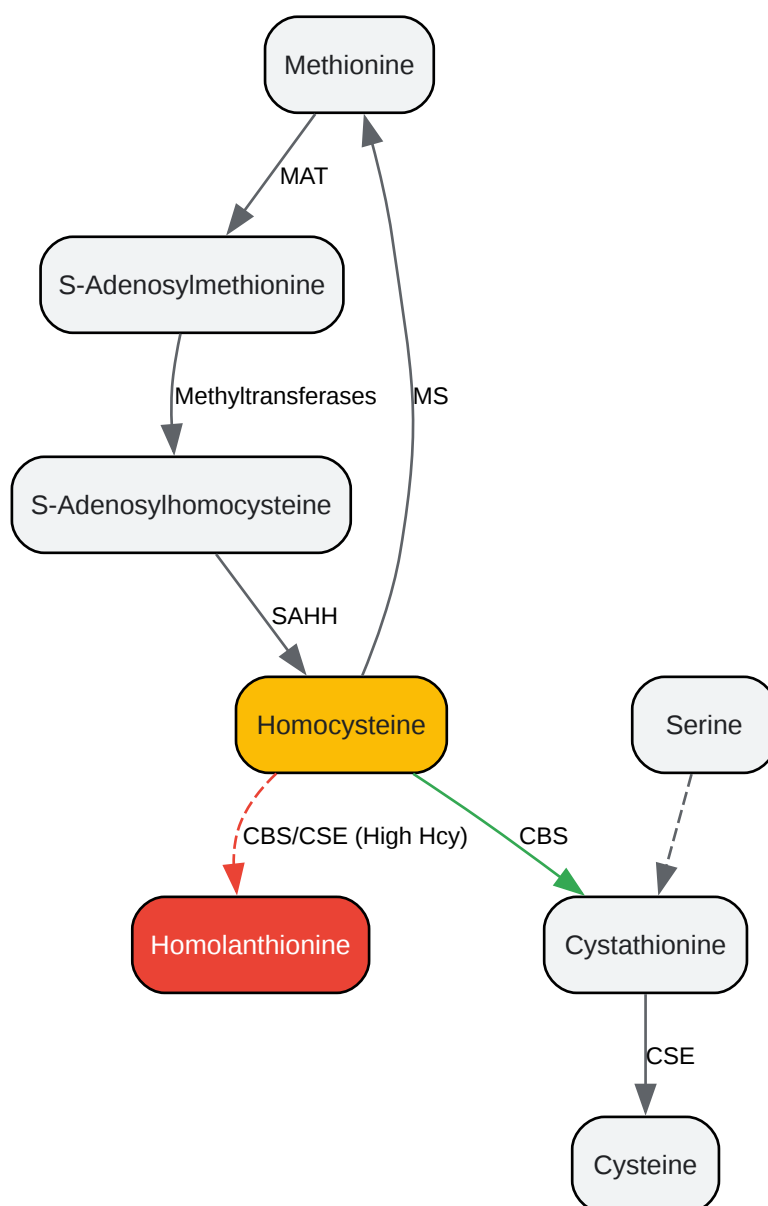 Methionine
MAT
S-Adenosylmethionine
Methyltransferases
MS
S-Adenosylhomocysteine
SAHH
Homocysteine
Serine
CBS/CSE (High Hcy)
CBS
Homolanthionine
Cystathionine
CSE
Cysteine